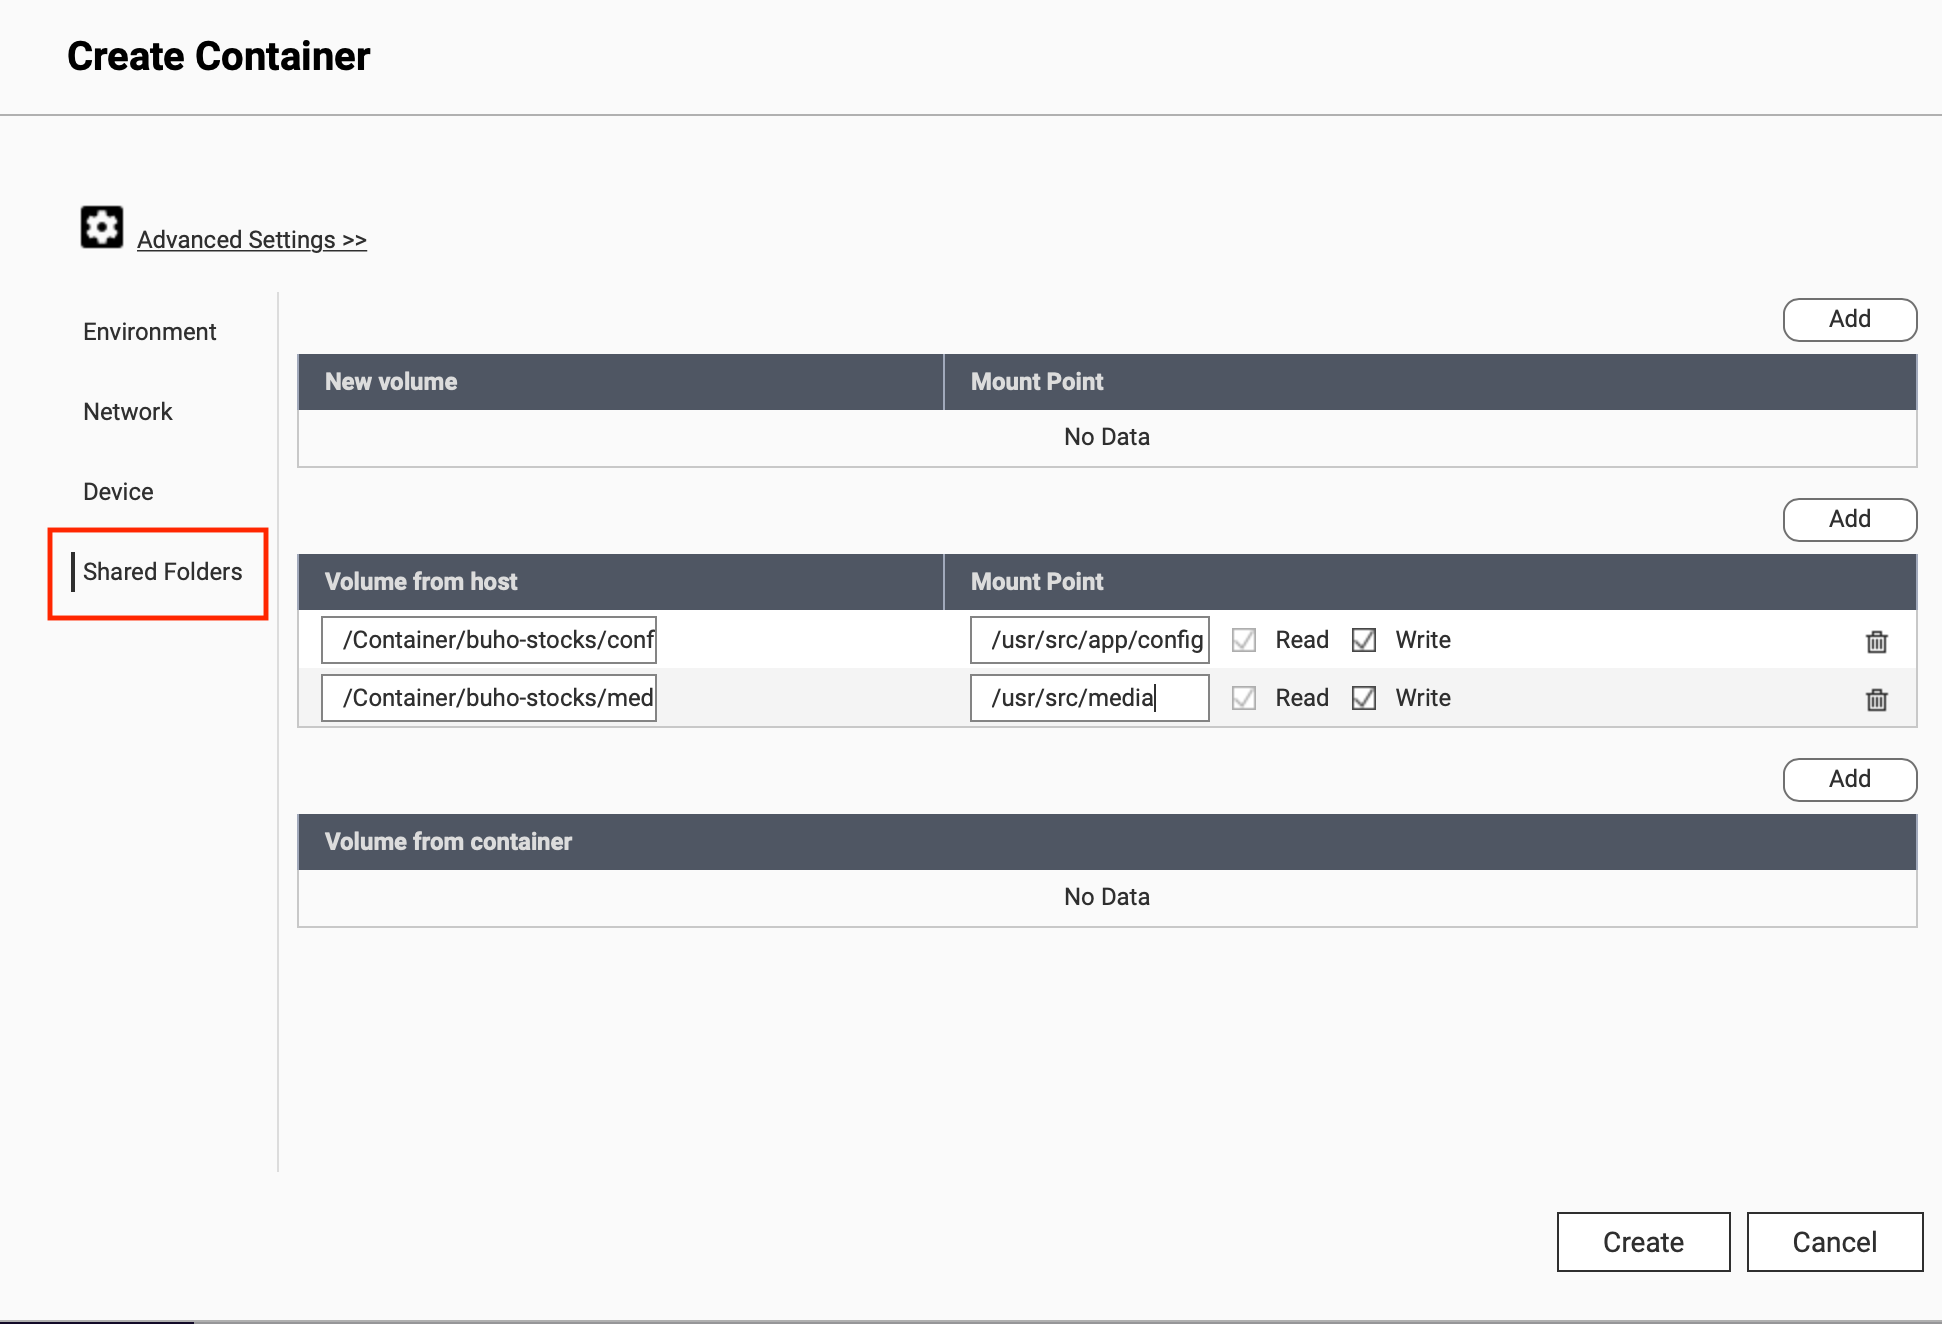 Create Container
Advanced Settings >>
Environment
Network
Device
Shared Folders
Add
New volume Mount Point
No Data
Add
Volume from host Mount Point
/Container/buho-stocks/conf /usr/src/app/config Read Write
/Container/buho-stocks/med /usr/src/media Read Write
Add
Volume from container
No Data
Create Cancel